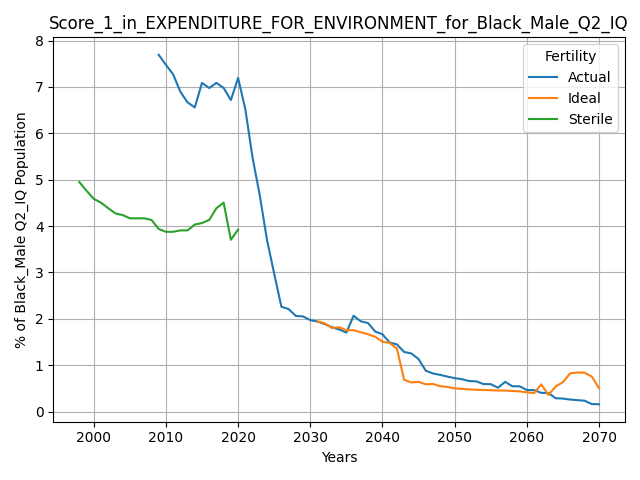 Score_1_in_EXPENDITURE_FOR_ENVIRONMENT_for_Black_Male_Q2_IQ
% of Black_Male Q2_IQ Population
8
7
6
5
4
3
2
1
0
Fertility
Actual
Ideal
Sterile
2000 2010 2020 2030 2040 2050 2060 2070
Years